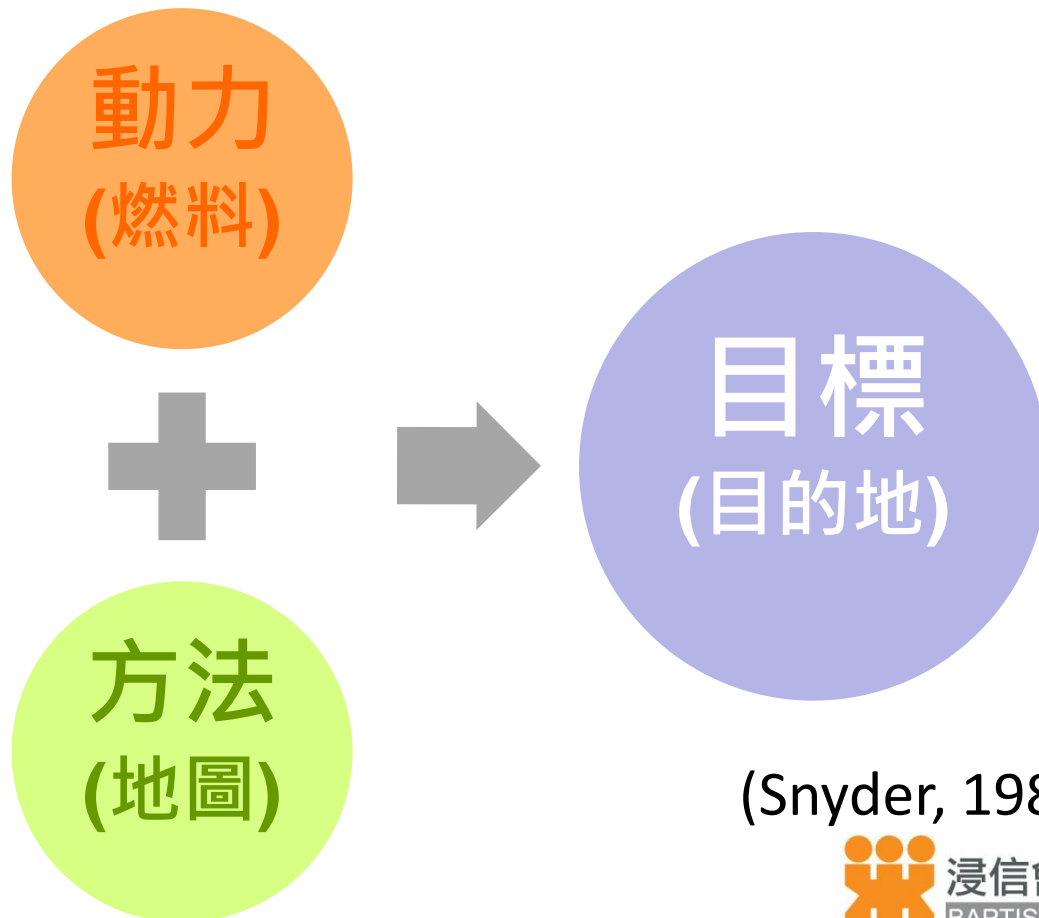 動力
(燃料)
目標
(目的地)
方法
(地圖)
(Snyder, 198
浸信